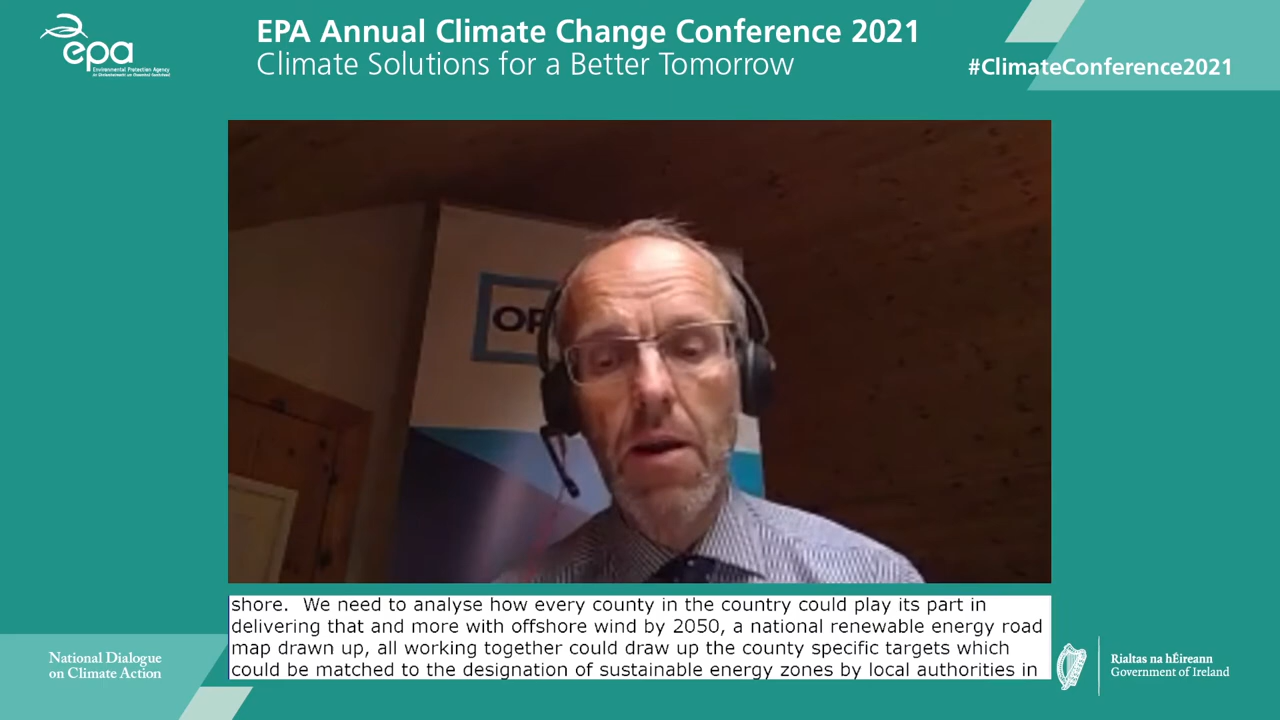 epa
Environmental Protection Agency
EPA Annual Climate Change Conference 2021
Climate Solutions for a Better Tomorrow
#ClimateConference2021
OP
shore.  We need to analyse how every county in the country could play its part in
delivering that and more with offshore wind by 2050, a national renewable energy road
map drawn up, all working together could draw up the county specific targets which
could be matched to the designation of sustainable energy zones by local authorities in
National Dialogue
on Climate Action
Rialtas na hÉireann
Government of Ireland